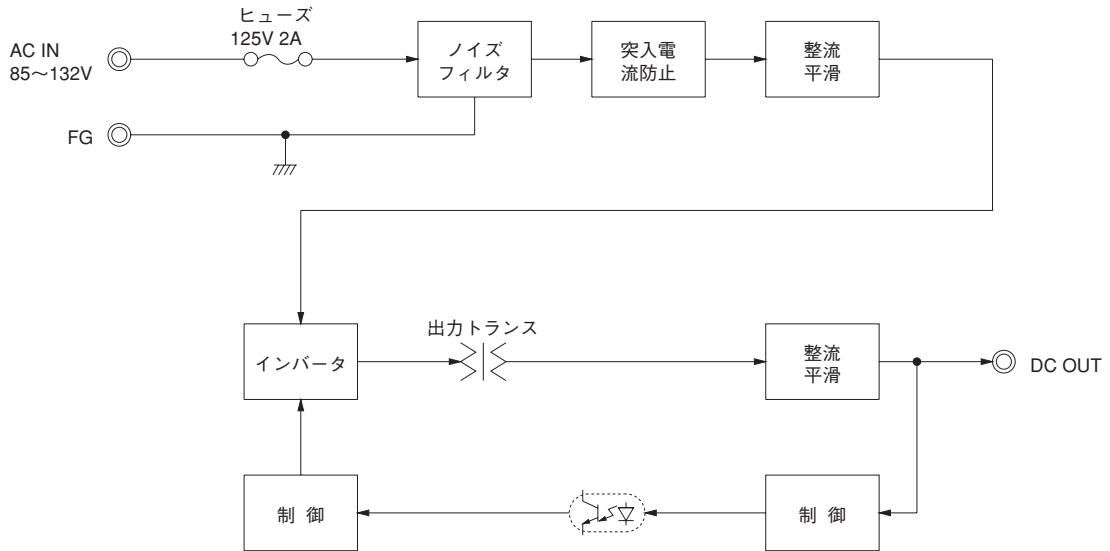 ヒューズ
125V 2A
AC IN
85～132V
ノイズ
フィルタ
突入電
流防止
整流
平滑
FG
インバータ
出力トランス
整流
平滑
DC OUT
制 御
制 御